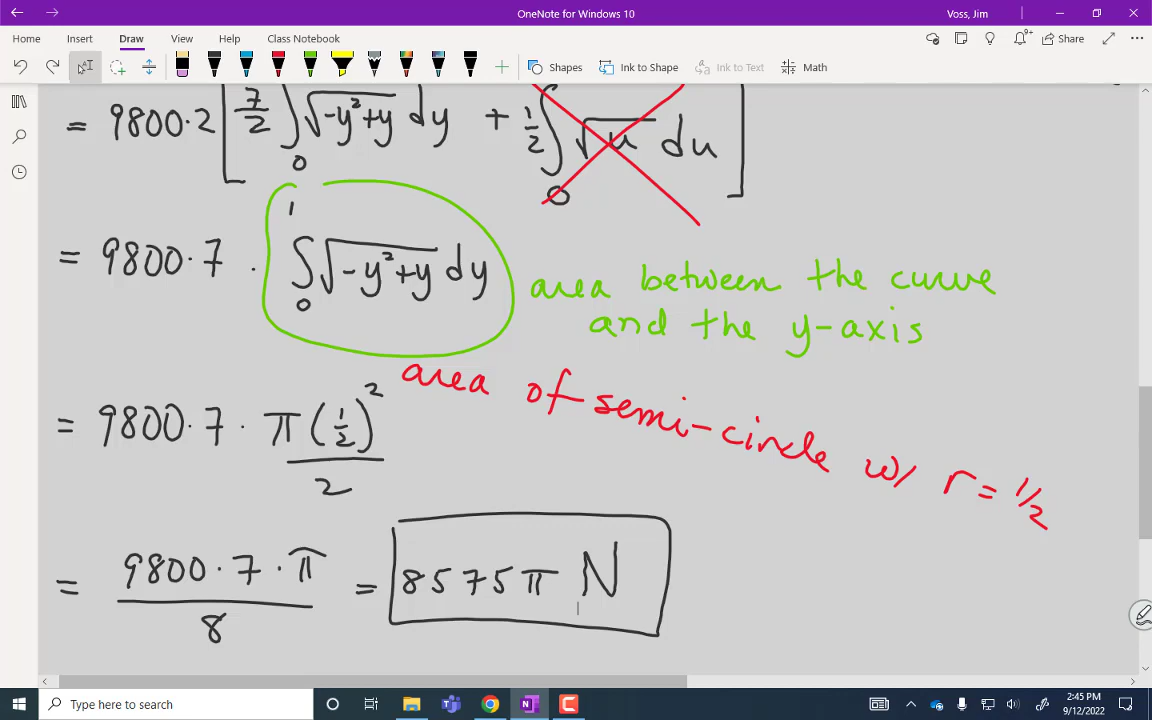 OneNote for Windows 10
Voss, Jim
Home Insert Draw View Help Class Notebook
Share
Shapes Ink to Shape Ink to Text Math
= 9800·2 [ 7/2 ∫₀ √(-y²+y) dy + 1/2 ∫₀ √u du ]
= 9800·7 · ∫₀¹ √(-y²+y) dy
area between the curve
and the y-axis
area of semi-circle w/ r = 1/2
= 9800·7·π(1/2)²/2
= 9800·7·π/8 = 8575π N
Type here to search
2:45 PM
9/12/2022